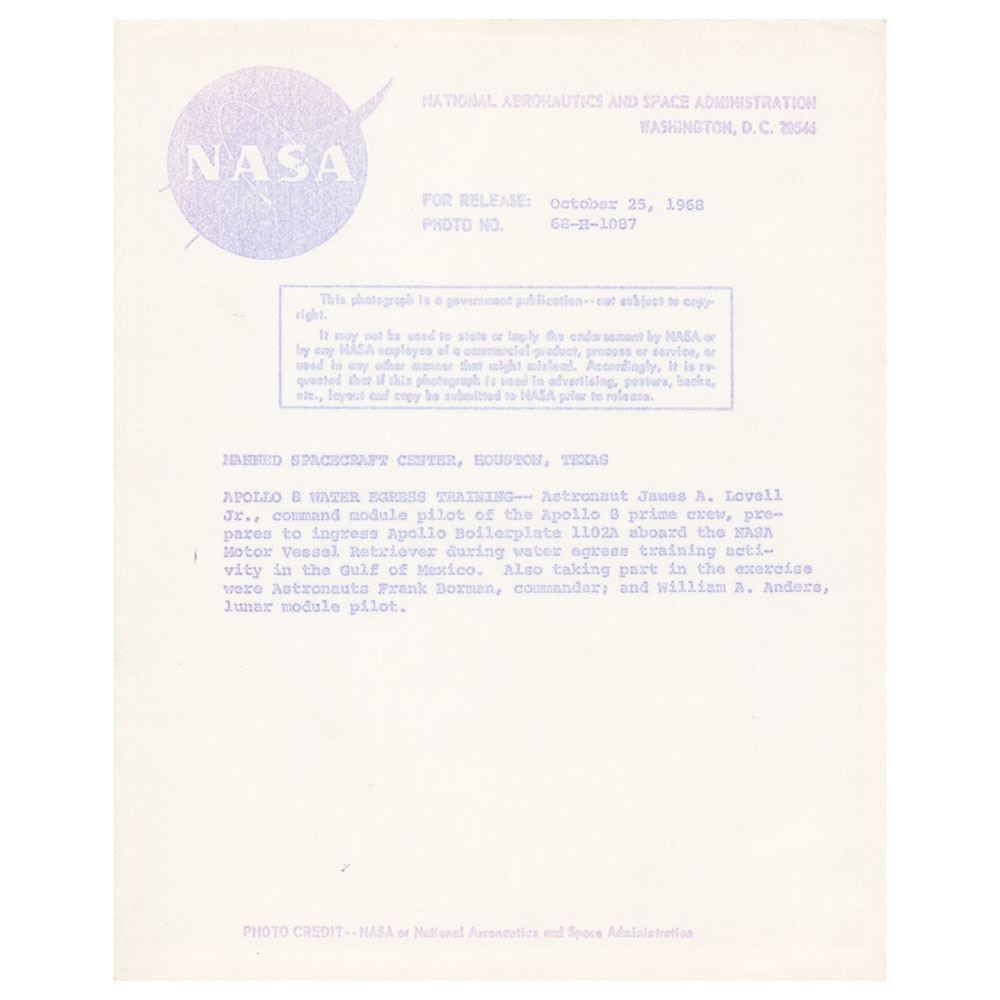 NASA
NATIONAL AERONAUTICS AND SPACE ADMINISTRATION
WASHINGTON, D.C. 20546
FOR RELEASE: October 25, 1968
PHOTO NO. 68-H-1087
This photograph is a government publication--not subject to copy-
right.
It may not be used to state or imply the endorsement by NASA or
by any NASA employee of a commercial product, process or service, or
used in any other manner that might mislead. Accordingly, it is re-
quested that if this photograph is used in advertising, posters, books,
etc., layout and copy be submitted to NASA prior to release.
MANNED SPACECRAFT CENTER, HOUSTON, TEXAS
APOLLO 8 WATER EGRESS TRAINING-- Astronaut James A. Lovell
Jr., command module pilot of the Apollo 8 prime crew, pre-
pares to ingress Apollo Boilerplate 1102A aboard the NASA
Motor Vessel Retriever during water egress training acti-
vity in the Gulf of Mexico. Also taking part in the exercise
were Astronauts Frank Borman, commander; and William A. Anders,
lunar module pilot.
PHOTO CREDIT--NASA or National Aeronautics and Space Administration